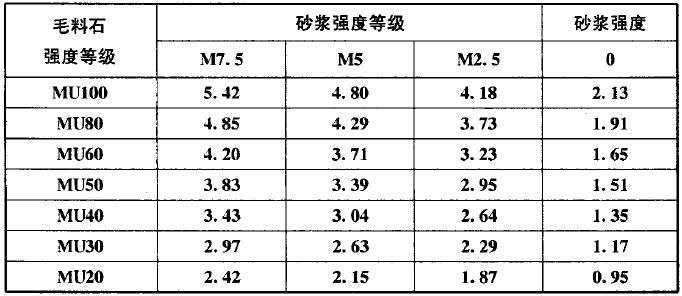 毛料石
强度等级
砂浆强度等级
砂浆强度
M7.5 M5 M2.5 0
MU100 5.42 4.80 4.18 2.13
MU80 4.85 4.29 3.73 1.91
MU60 4.20 3.71 3.23 1.65
MU50 3.83 3.39 2.95 1.51
MU40 3.43 3.04 2.64 1.35
MU30 2.97 2.63 2.29 1.17
MU20 2.42 2.15 1.87 0.95